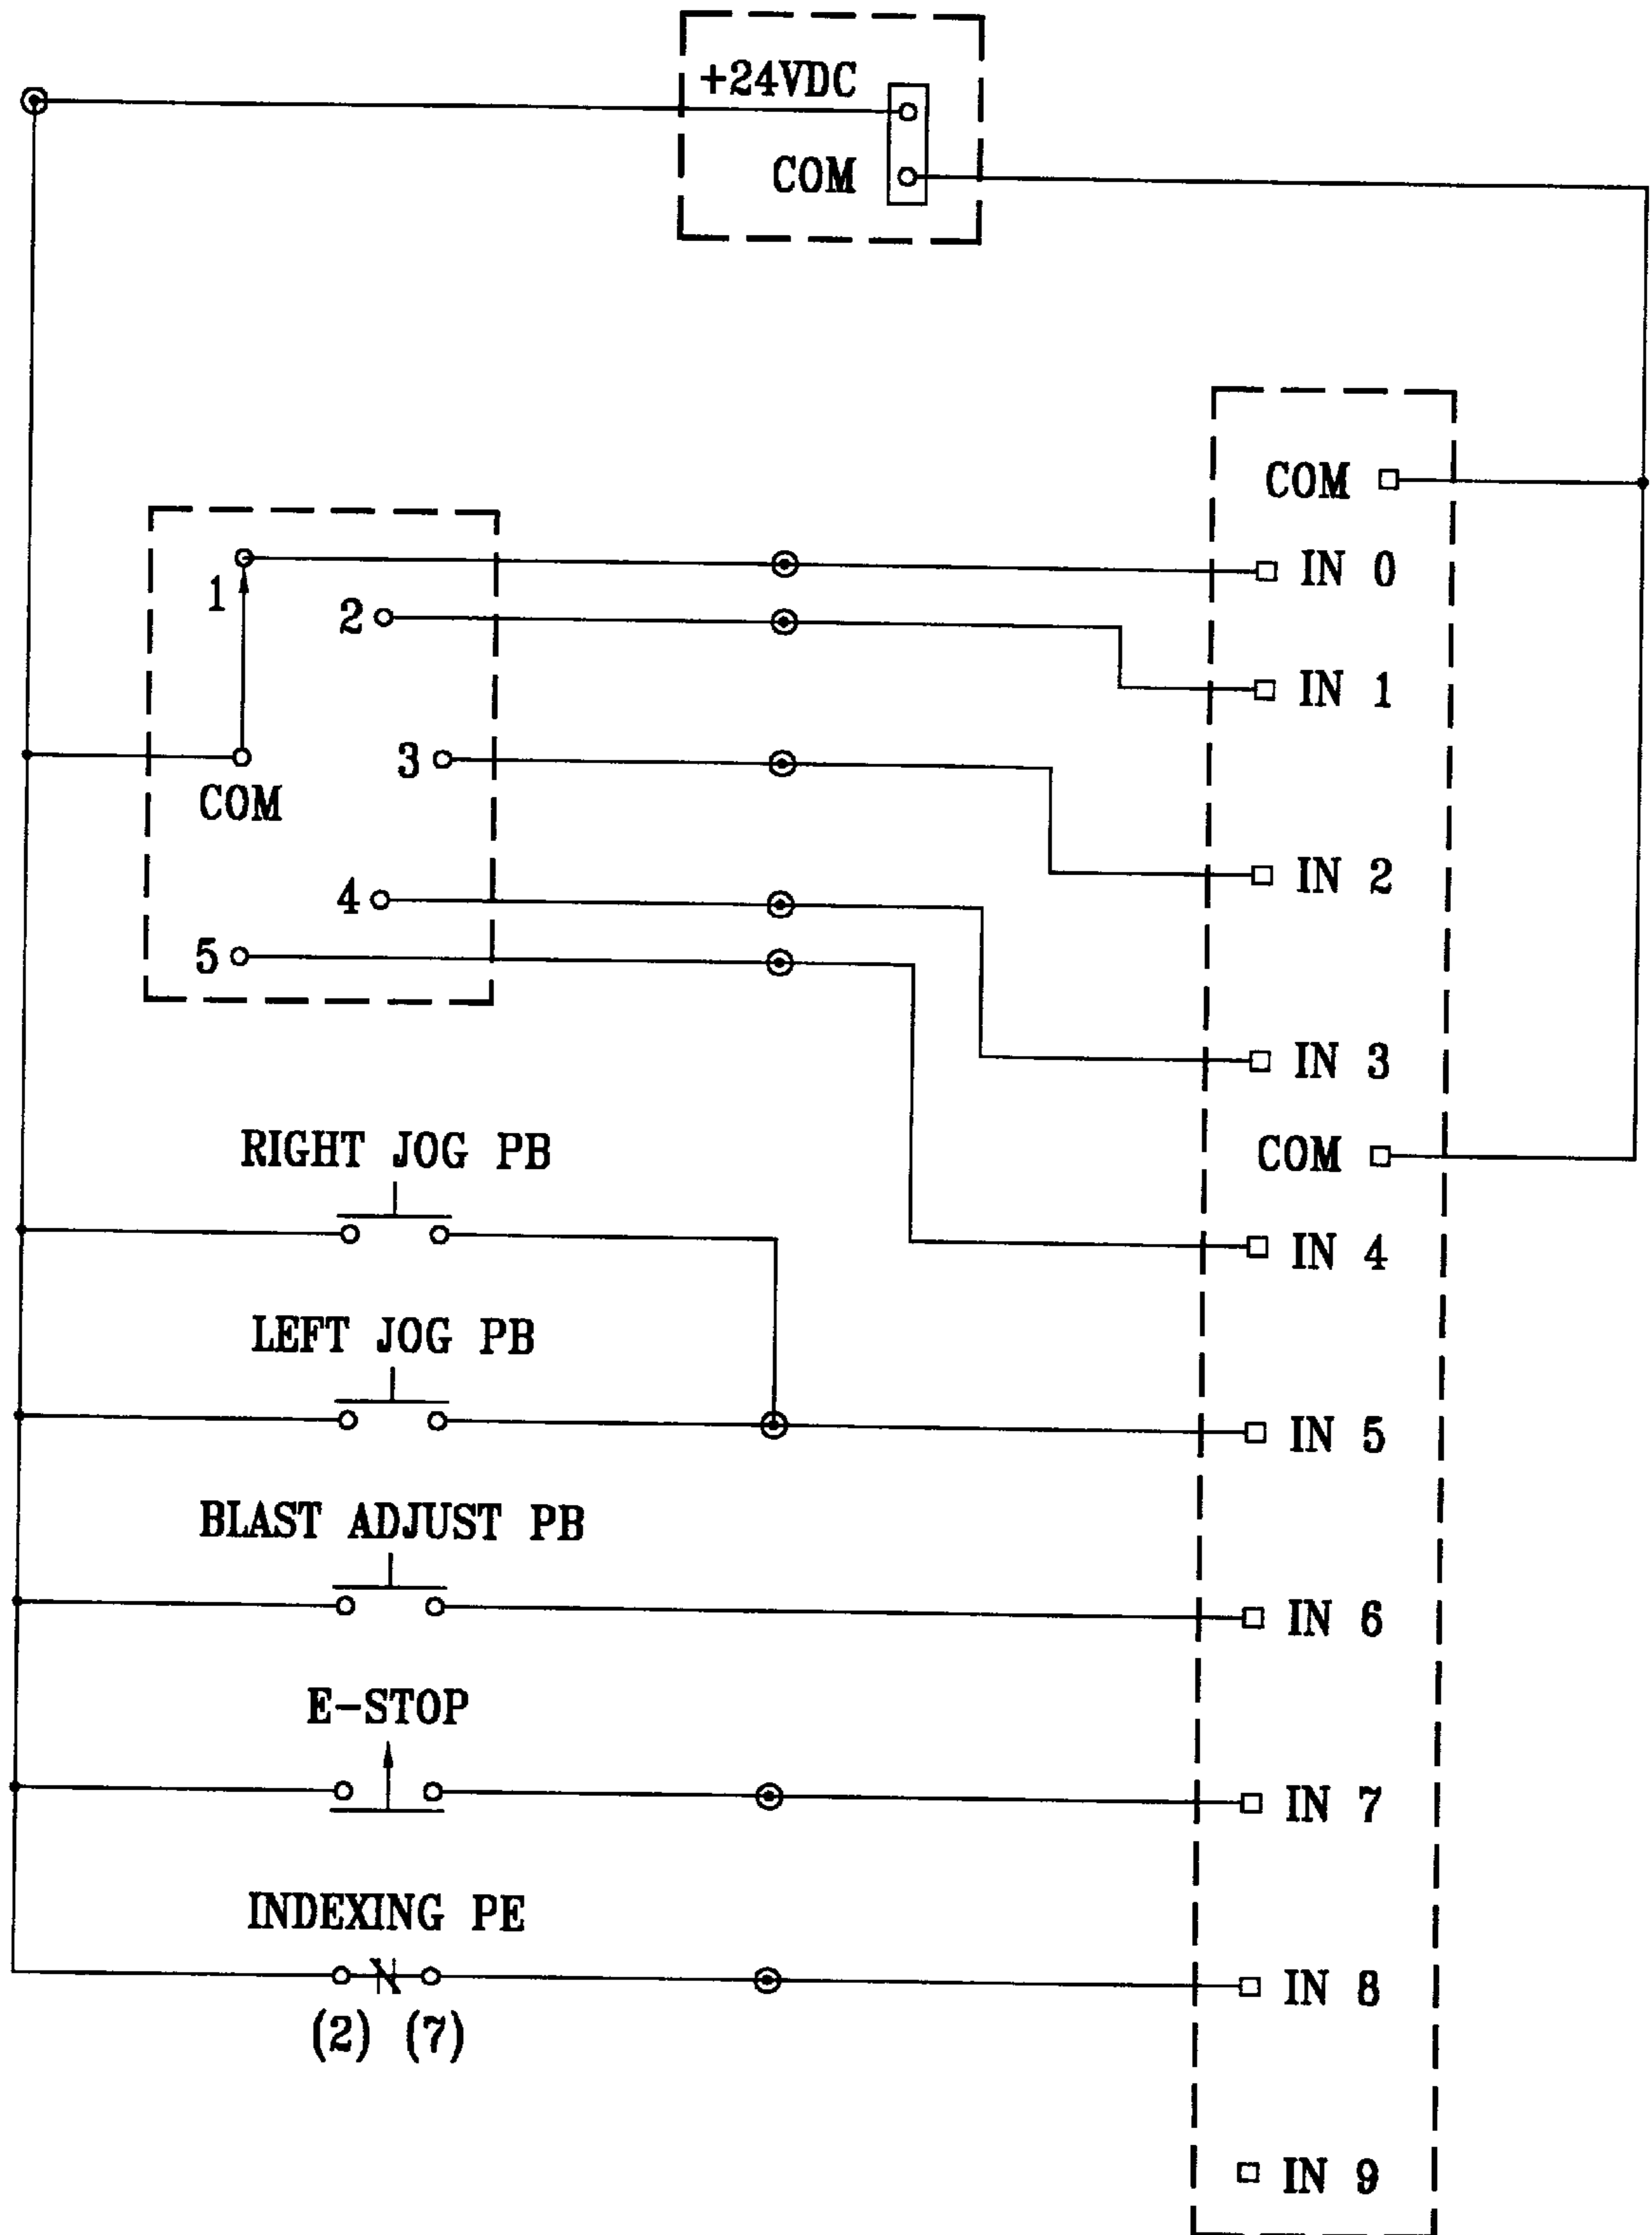 +24VDC
COM
COM
IN 0
1
2
IN 1
3
COM
IN 2
4
5
IN 3
RIGHT JOG PB
COM
IN 4
LEFT JOG PB
IN 5
BLAST ADJUST PB
IN 6
E-STOP
IN 7
INDEXING PE
IN 8
(2) (7)
IN 9